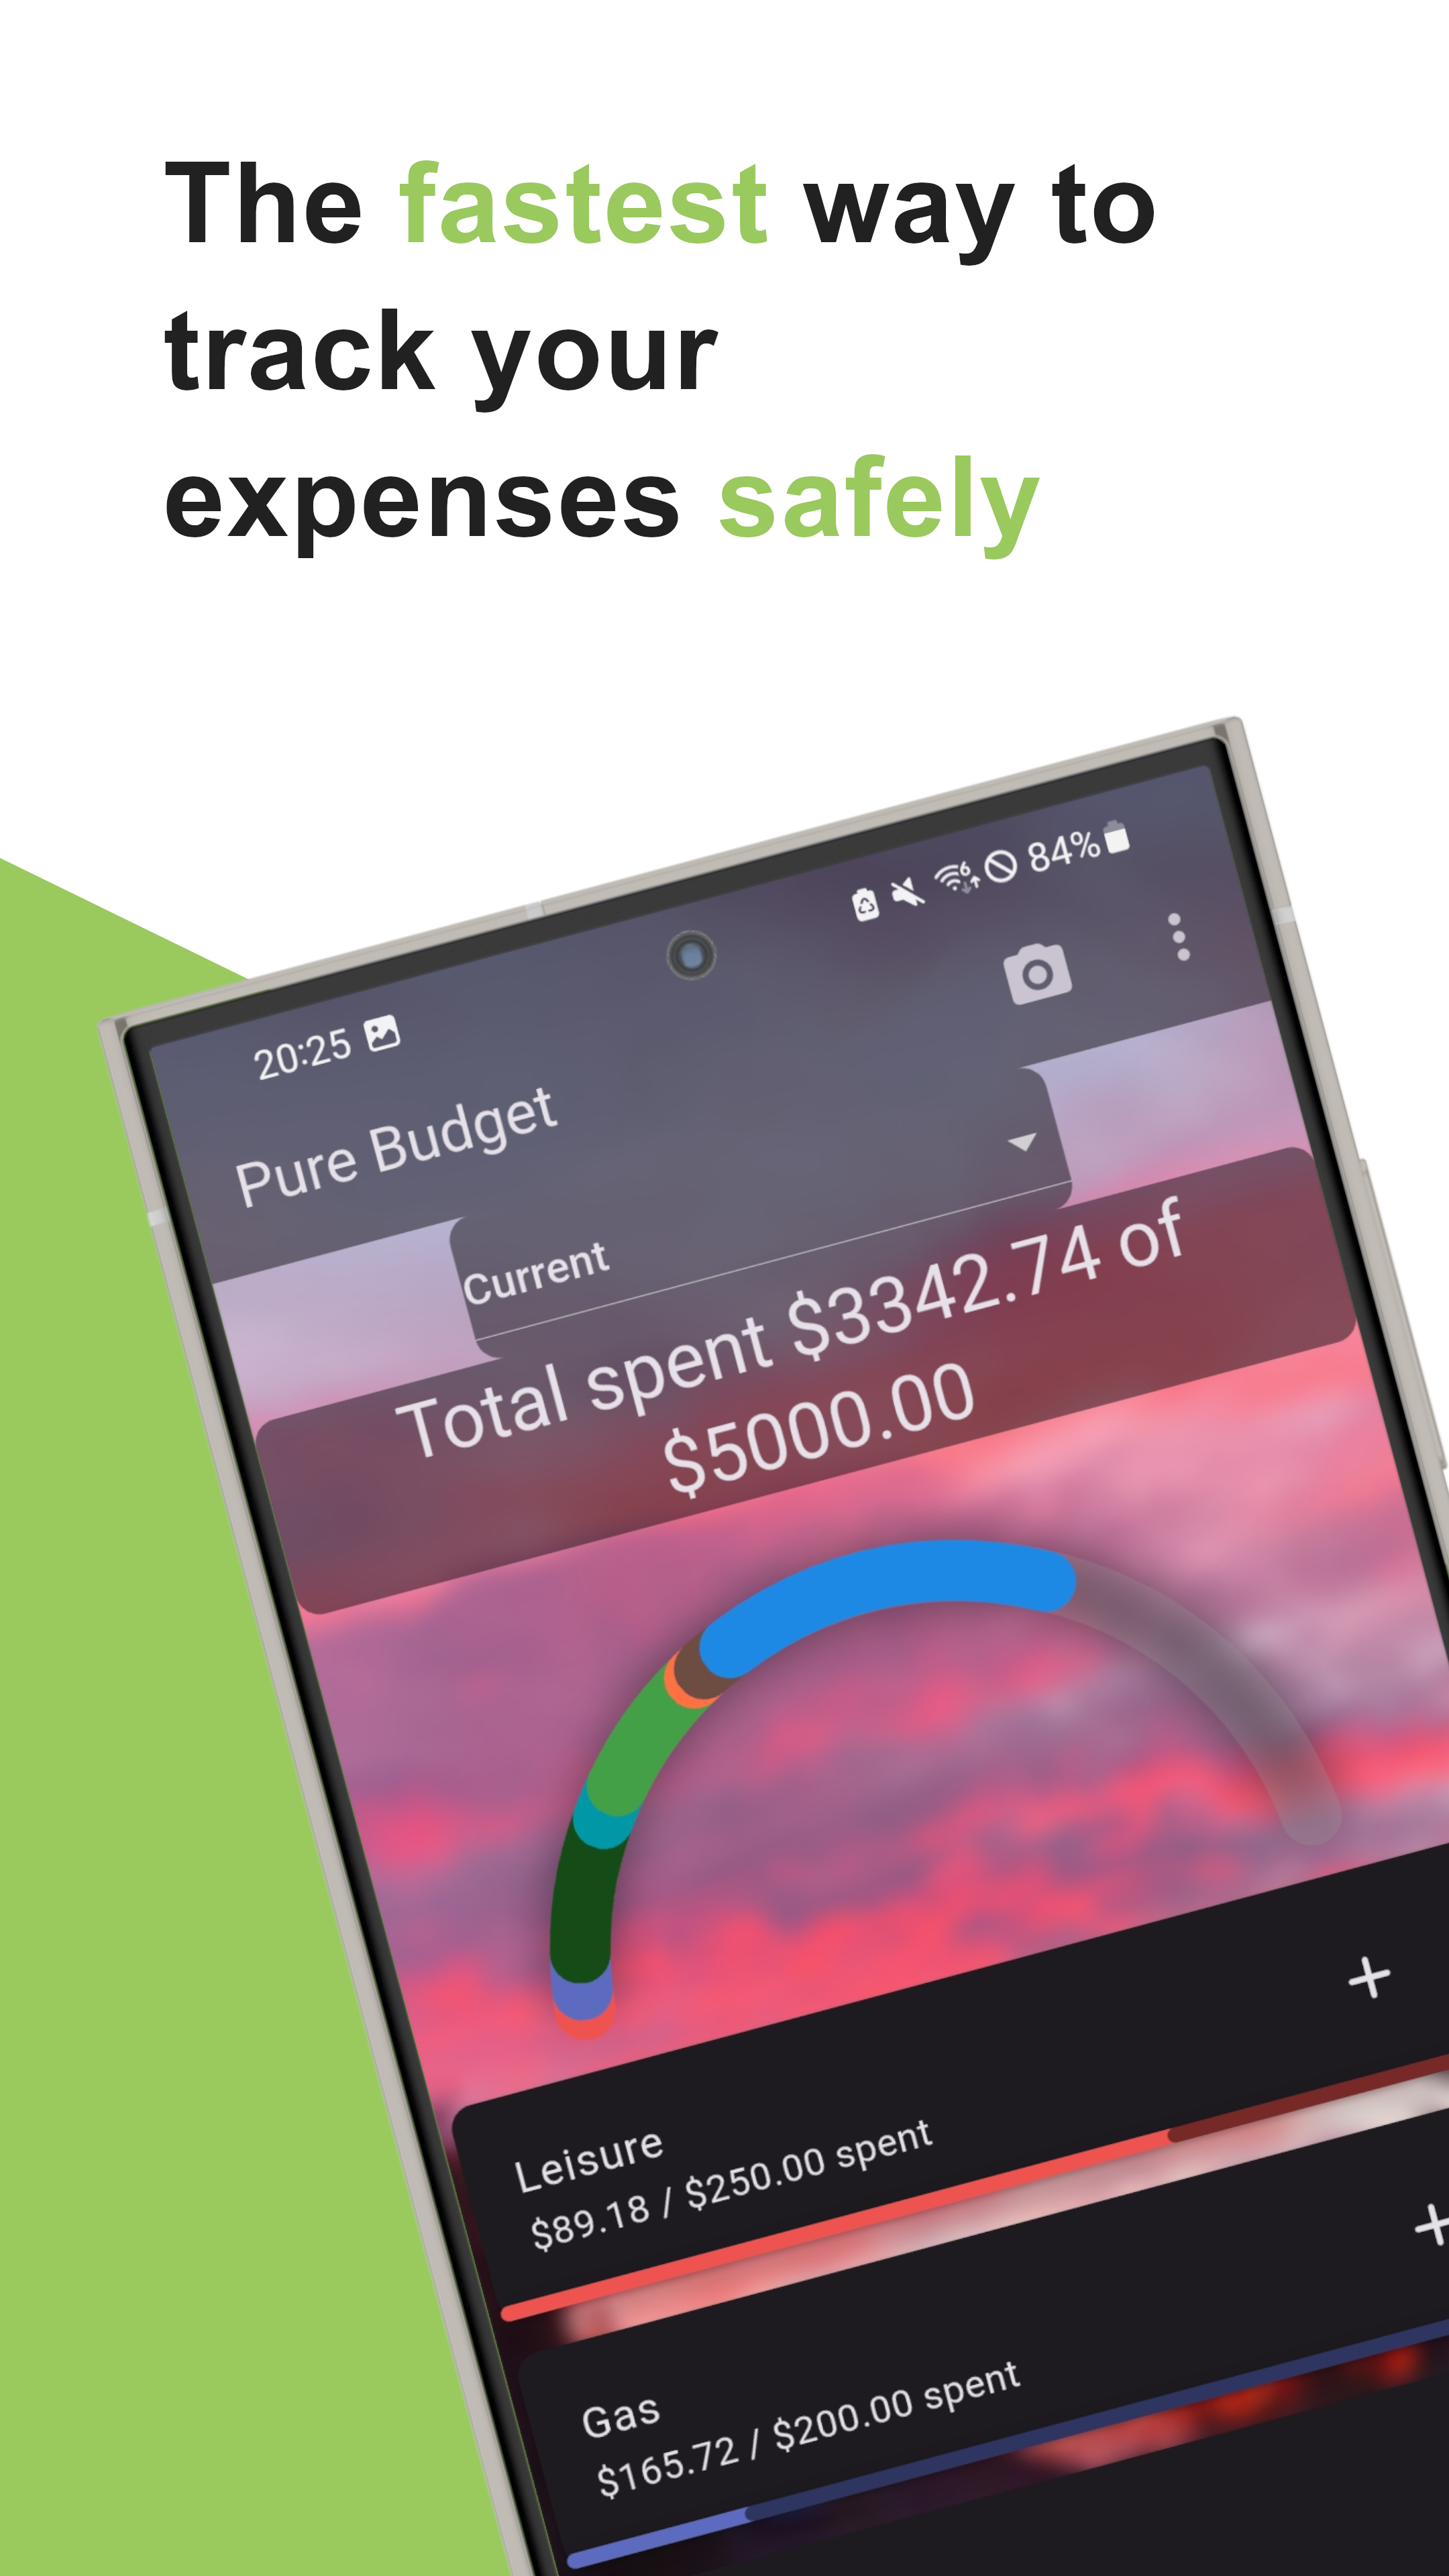 The fastest way to
track your
expenses safely
20:25
84%
Pure Budget
Current
Total spent $3342.74 of
$5000.00
Leisure
$89.18 / $250.00 spent
Gas
$165.72 / $200.00 spent